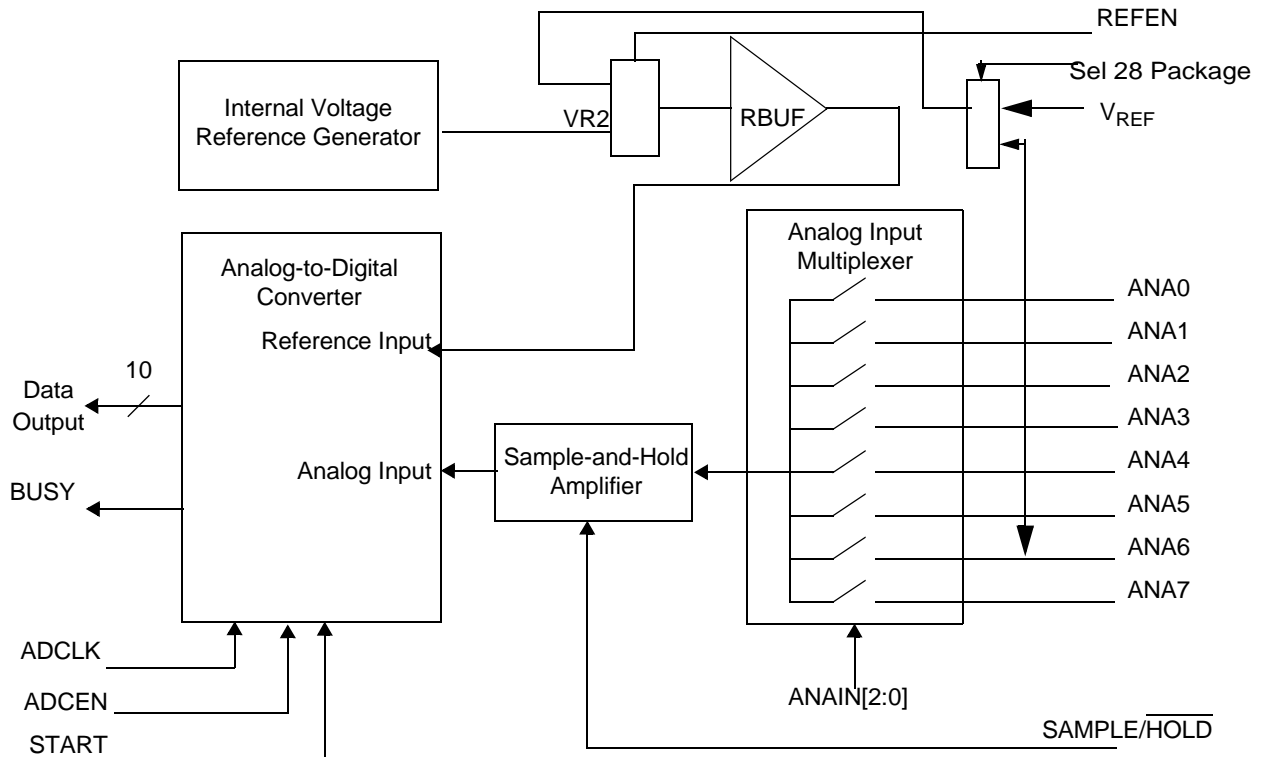 REFEN
Sel 28 Package
Internal Voltage
Reference Generator
VR2
RBUF
VREF
Analog Input
Multiplexer
Analog-to-Digital
Converter
ANA0
Reference Input
ANA1
10
ANA2
Data
Output
ANA3
Sample-and-Hold
Amplifier
Analog Input
ANA4
BUSY
ANA5
ANA6
ANA7
ADCLK
ADCEN
ANAIN[2:0]
START
SAMPLE/HOLD